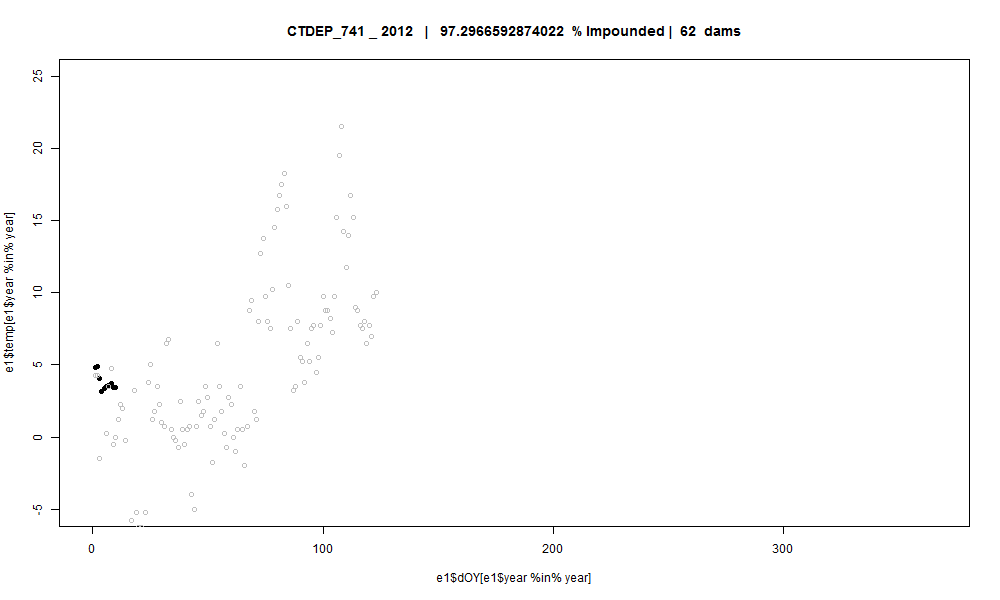 CTDEP_741 _ 2012 | 97.2966592874022 % Impounded | 62 dams
25
20
15
10
5
0
-5
e1$temp[e1$year %in% year]
0 100 200 300
e1$dOY[e1$year %in% year]